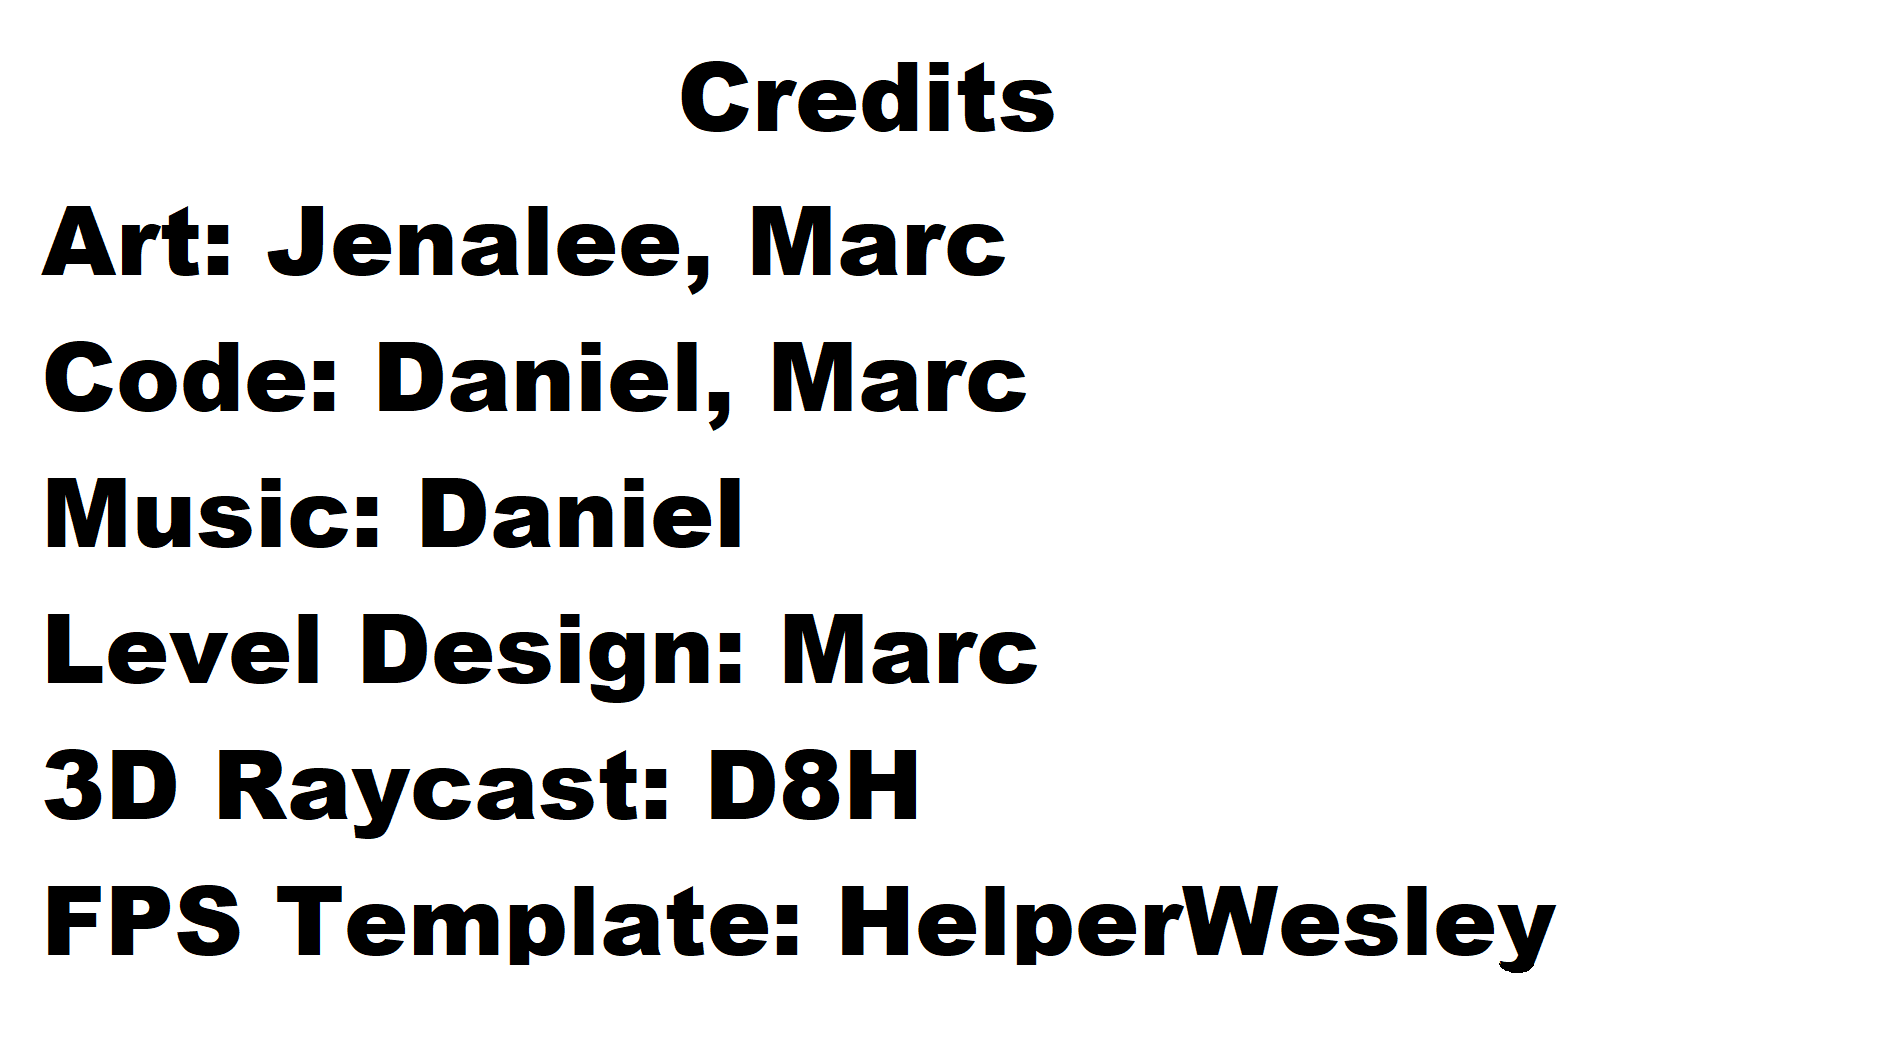 Credits
Art: Jenalee, Marc
Code: Daniel, Marc
Music: Daniel
Level Design: Marc
3D Raycast: D8H
FPS Template: HelperWesley